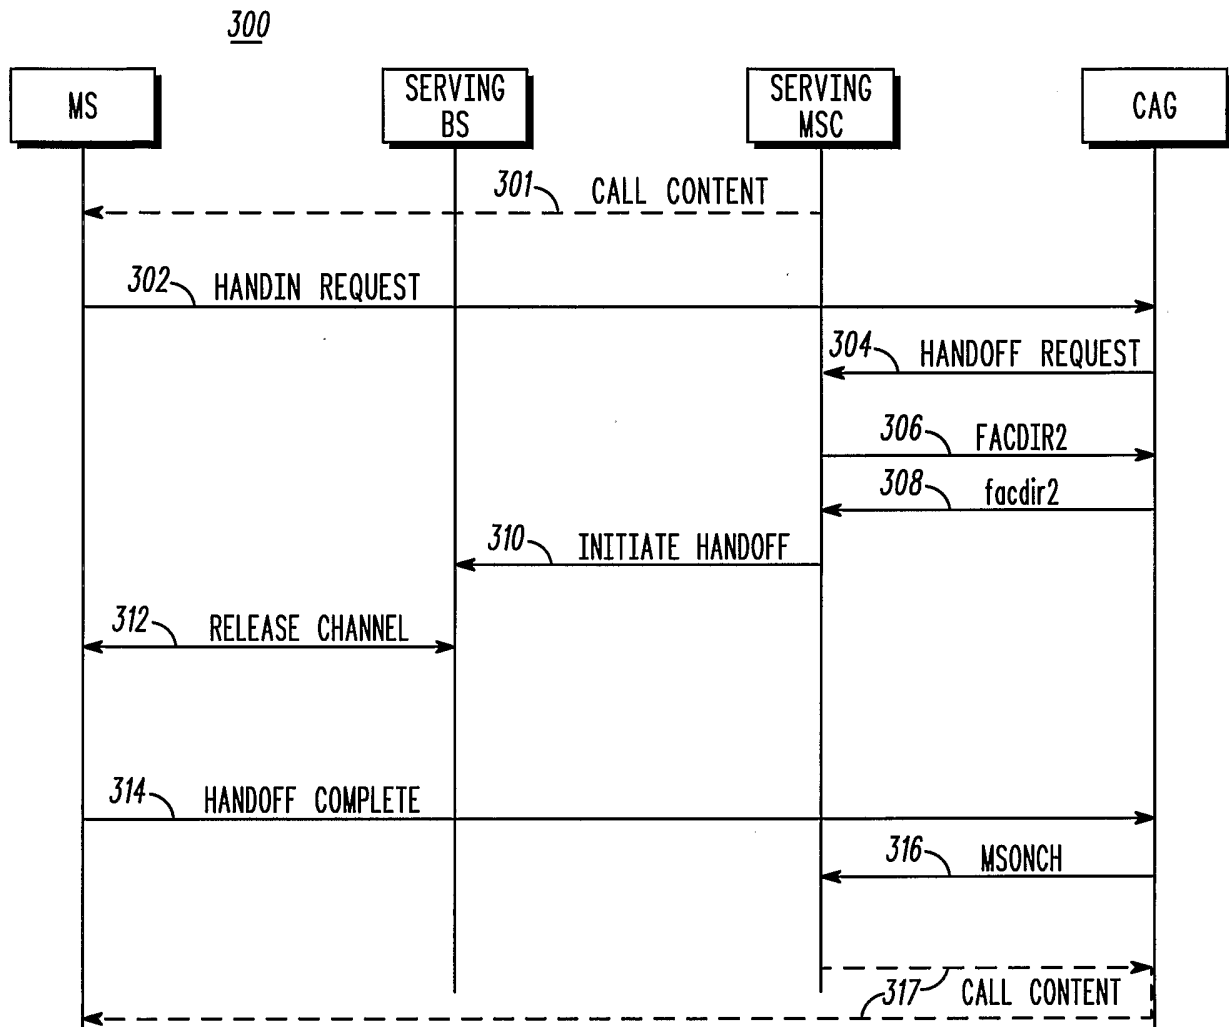 300
MS
SERVING
BS
SERVING
MSC
CAG
301 CALL CONTENT
302 HANDIN REQUEST
304 HANDOFF REQUEST
306 FACDIR2
308 facdir2
310 INITIATE HANDOFF
312 RELEASE CHANNEL
314 HANDOFF COMPLETE
316 MSONCH
317 CALL CONTENT